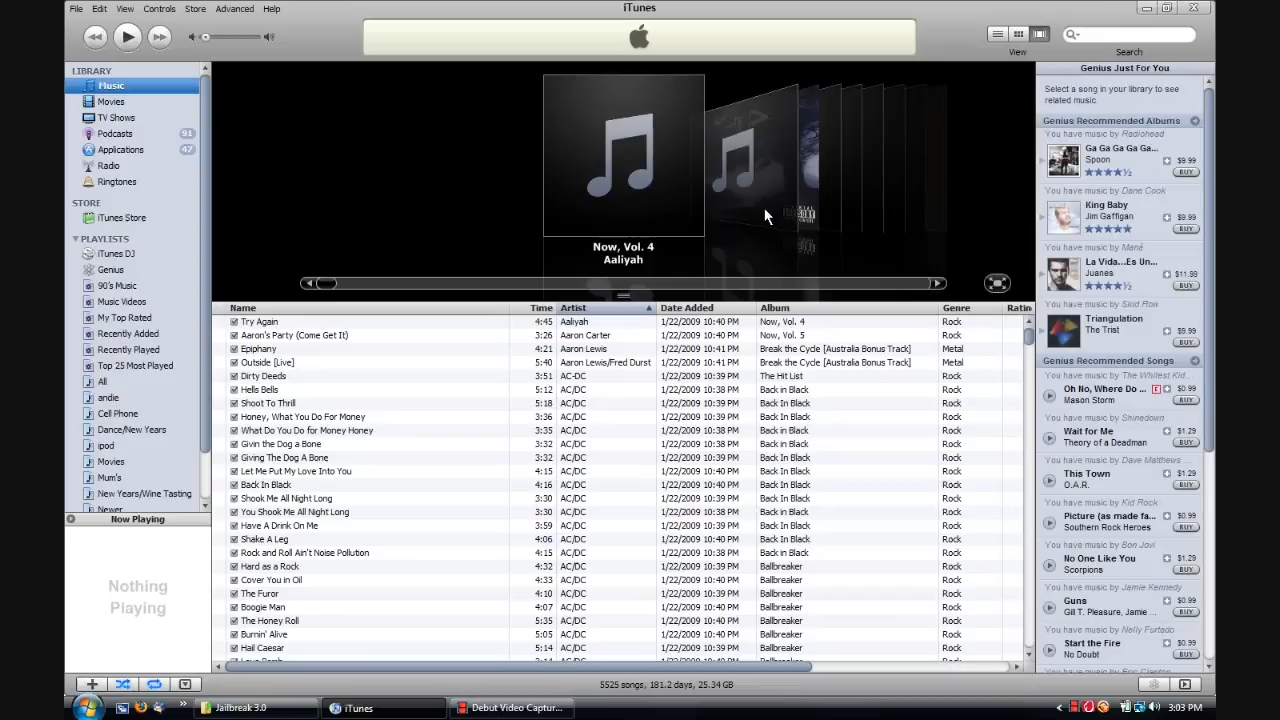 File Edit View Controls Store Advanced Help
iTunes
View
Search
LIBRARY
Music
Movies
TV Shows
Podcasts 91
Applications 47
Radio
Ringtones
STORE
iTunes Store
PLAYLISTS
iTunes DJ
Genius
90's Music
Music Videos
My Top Rated
Recently Added
Recently Played
Top 25 Most Played
All
andie
Cell Phone
Dance/New Years
ipod
Movies
Mum's
New Years/Wine Tasting
Newer
Now Playing
Nothing
Playing
Now, Vol. 4
Aaliyah
Name Time Artist Date Added Album Genre Ratin
Try Again 4:45 Aaliyah 1/22/2009 10:40 PM Now, Vol. 4 Rock
Aaron's Party (Come Get It) 3:26 Aaron Carter 1/22/2009 10:40 PM Now, Vol. 5 Rock
Epiphany 4:21 Aaron Lewis 1/22/2009 10:41 PM Break the Cycle [Australia Bonus Track] Metal
Outside [Live] 5:40 Aaron Lewis/Fred Durst 1/22/2009 10:41 PM Break the Cycle [Australia Bonus Track] Metal
Dirty Deeds 3:51 AC-DC 1/22/2009 10:40 PM The Hit List Rock
Hells Bells 5:12 AC/DC 1/22/2009 10:38 PM Back in Black Rock
Shoot To Thrill 5:18 AC/DC 1/22/2009 10:39 PM Back In Black Rock
Honey, What You Do For Money 3:36 AC/DC 1/22/2009 10:39 PM Back In Black Rock
What Do You Do for Money Honey 3:35 AC/DC 1/22/2009 10:38 PM Back in Black Rock
Givin the Dog a Bone 3:32 AC/DC 1/22/2009 10:38 PM Back in Black Rock
Giving The Dog A Bone 3:32 AC/DC 1/22/2009 10:39 PM Back In Black Rock
Let Me Put My Love Into You 4:15 AC/DC 1/22/2009 10:39 PM Back In Black Rock
Back In Black 4:16 AC/DC 1/22/2009 10:39 PM Back In Black Rock
Shook Me All Night Long 3:30 AC/DC 1/22/2009 10:39 PM Back In Black Rock
You Shook Me All Night Long 3:30 AC/DC 1/22/2009 10:38 PM Back in Black Rock
Have A Drink On Me 3:59 AC/DC 1/22/2009 10:39 PM Back In Black Rock
Shake A Leg 4:06 AC/DC 1/22/2009 10:40 PM Back In Black Rock
Rock and Roll Ain't Noise Pollution 4:15 AC/DC 1/22/2009 10:38 PM Back in Black Rock
Hard as a Rock 4:32 AC/DC 1/22/2009 10:40 PM Ballbreaker Rock
Cover You in Oil 4:33 AC/DC 1/22/2009 10:40 PM Ballbreaker Rock
The Furor 4:10 AC/DC 1/22/2009 10:40 PM Ballbreaker Rock
Boogie Man 4:07 AC/DC 1/22/2009 10:40 PM Ballbreaker Rock
The Honey Roll 5:35 AC/DC 1/22/2009 10:40 PM Ballbreaker Rock
Burnin' Alive 5:05 AC/DC 1/22/2009 10:40 PM Ballbreaker Rock
Hail Caesar 5:14 AC/DC 1/22/2009 10:40 PM Ballbreaker Rock
5525 songs, 181.2 days, 25.34 GB
Genius Just For You
Select a song in your library to see
related music.
Genius Recommended Albums
You have music by Radiohead
Ga Ga Ga Ga Ga...
Spoon $9.99
BUY
You have music by Dane Cook
King Baby
Jim Gaffigan $9.99
BUY
You have music by Maná
La Vida...Es Un...
Juanes $11.99
BUY
You have music by Skid Row
Triangulation
The Trist $9.99
BUY
Genius Recommended Songs
You have music by The Whitest Kid...
Oh No, Where Do ... E $0.99
Mason Storm BUY
You have music by Shinedown
Wait for Me $1.29
Theory of a Deadman BUY
You have music by Dave Matthews ...
This Town $1.29
O.A.R. BUY
You have music by Kid Rock
Picture (as made fa... $0.99
Southern Rock Heroes BUY
You have music by Bon Jovi
No One Like You $1.29
Scorpions BUY
You have music by Jamie Kennedy
Guns $0.99
Gill T. Pleasure, Jamie ... BUY
You have music by Nelly Furtado
Start the Fire $0.99
No Doubt BUY
You have music by Eric Clapton
Jailbreak 3.0
iTunes
Debut Video Captur...
3:03 PM